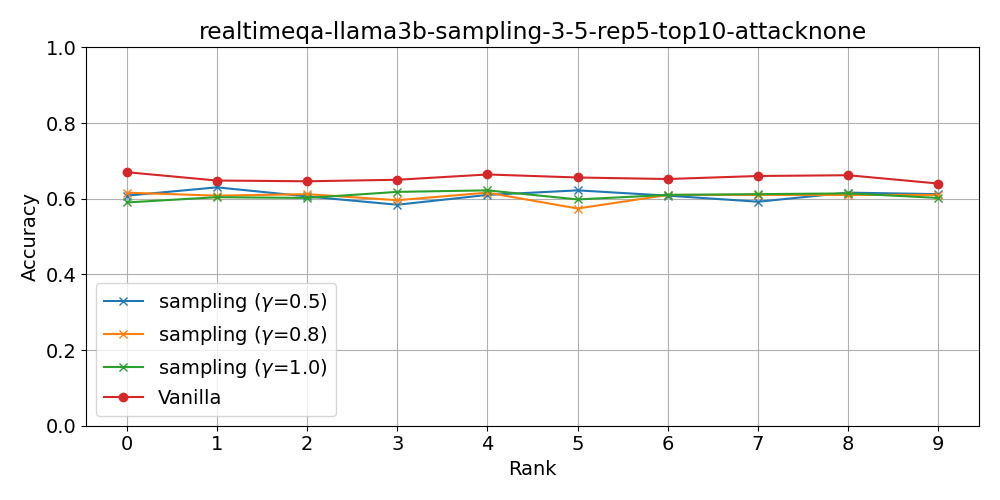 realtimeqa-llama3b-sampling-3-5-rep5-top10-attacknone
1.0
0.8
0.6
0.4
0.2
0.0
Accuracy
sampling (γ=0.5)
sampling (γ=0.8)
sampling (γ=1.0)
Vanilla
0 1 2 3 4 5 6 7 8 9
Rank